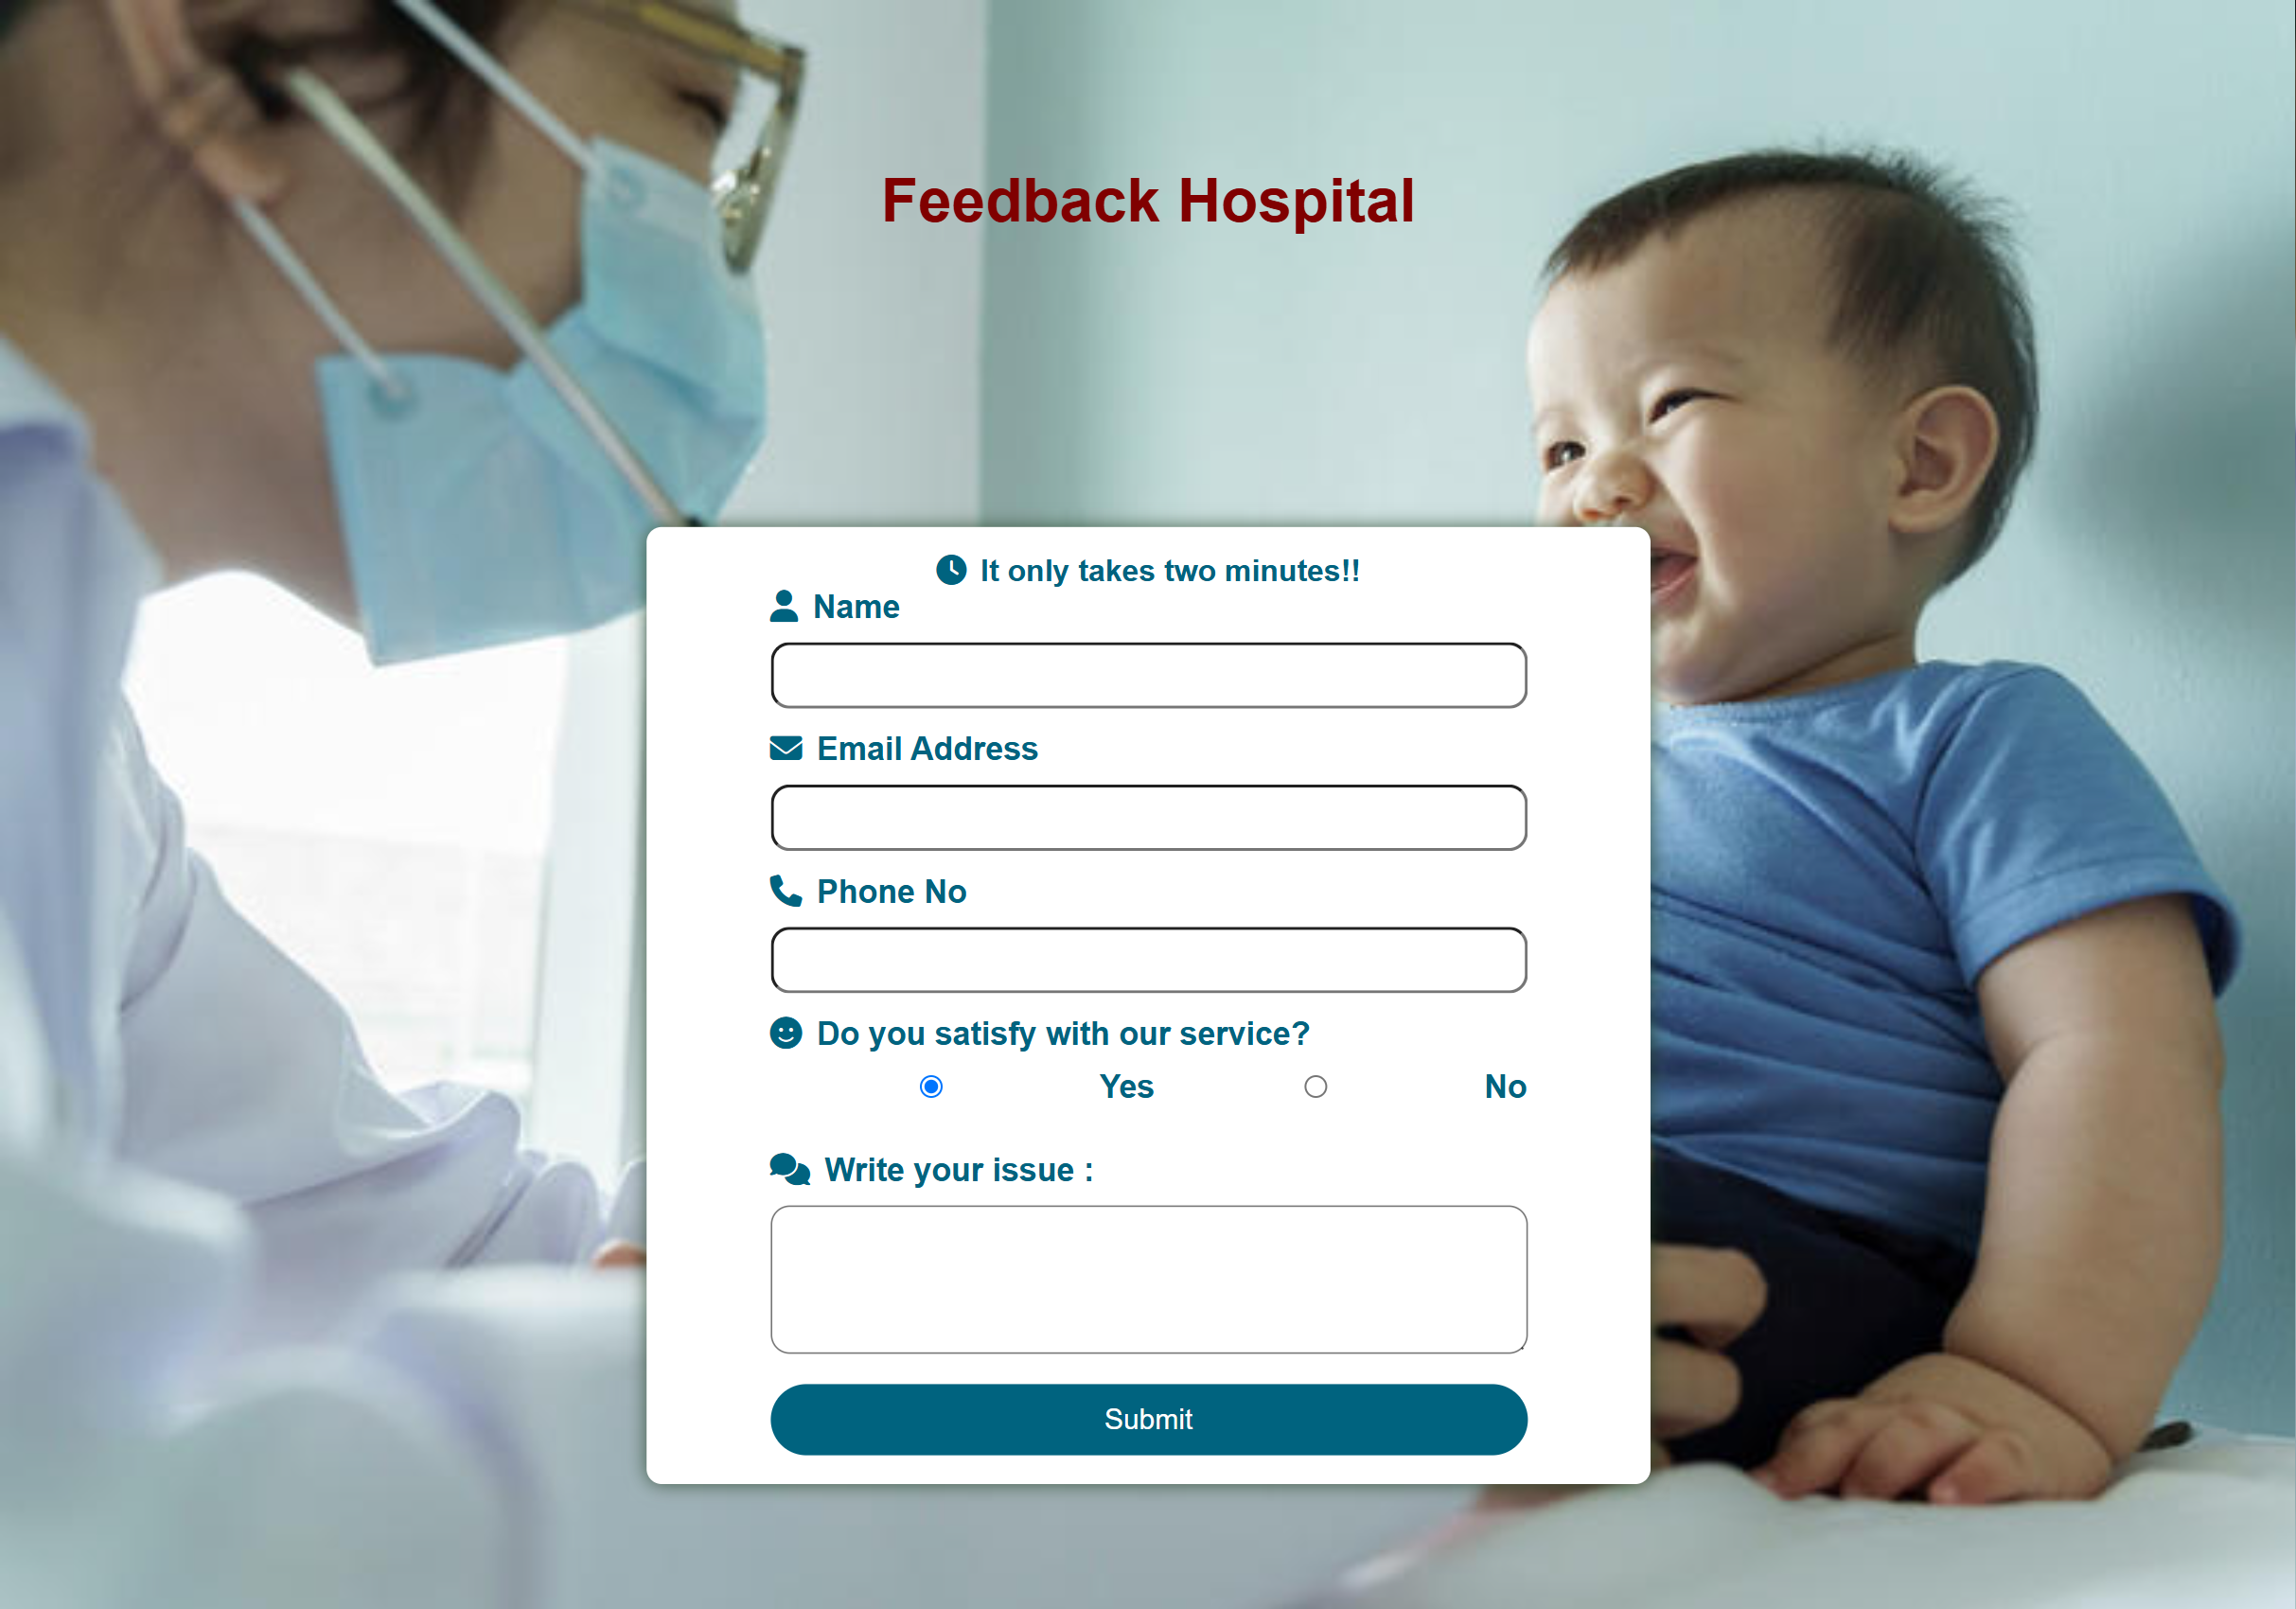 Feedback Hospital
It only takes two minutes!!
Name
Email Address
Phone No
Do you satisfy with our service?
Yes No
Write your issue :
Submit